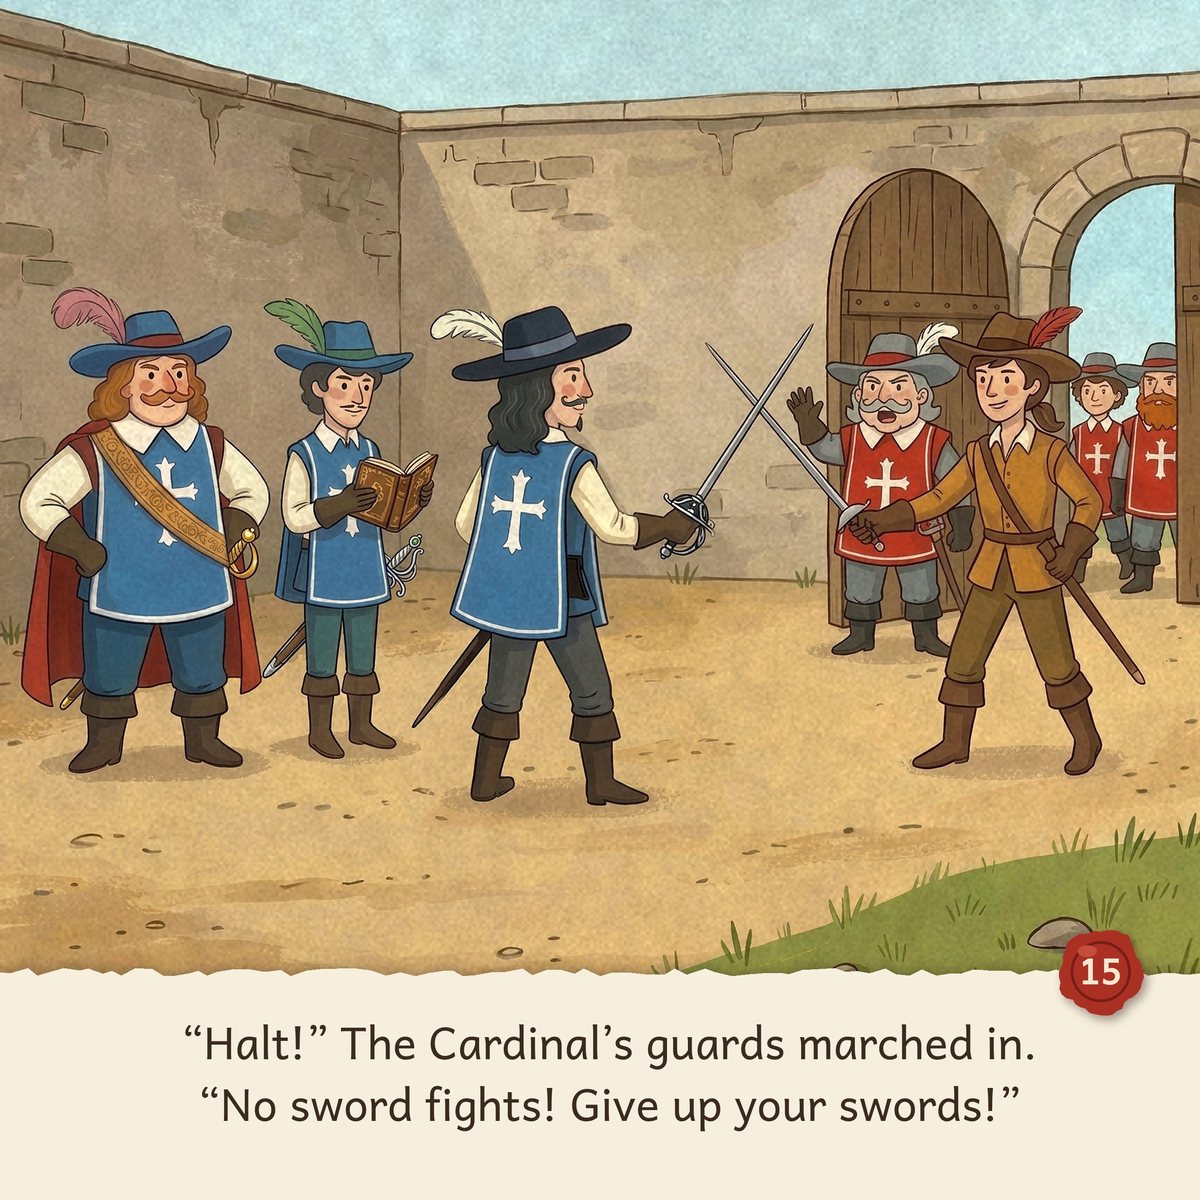 15
“Halt!” The Cardinal’s guards marched in.
“No sword fights! Give up your swords!”